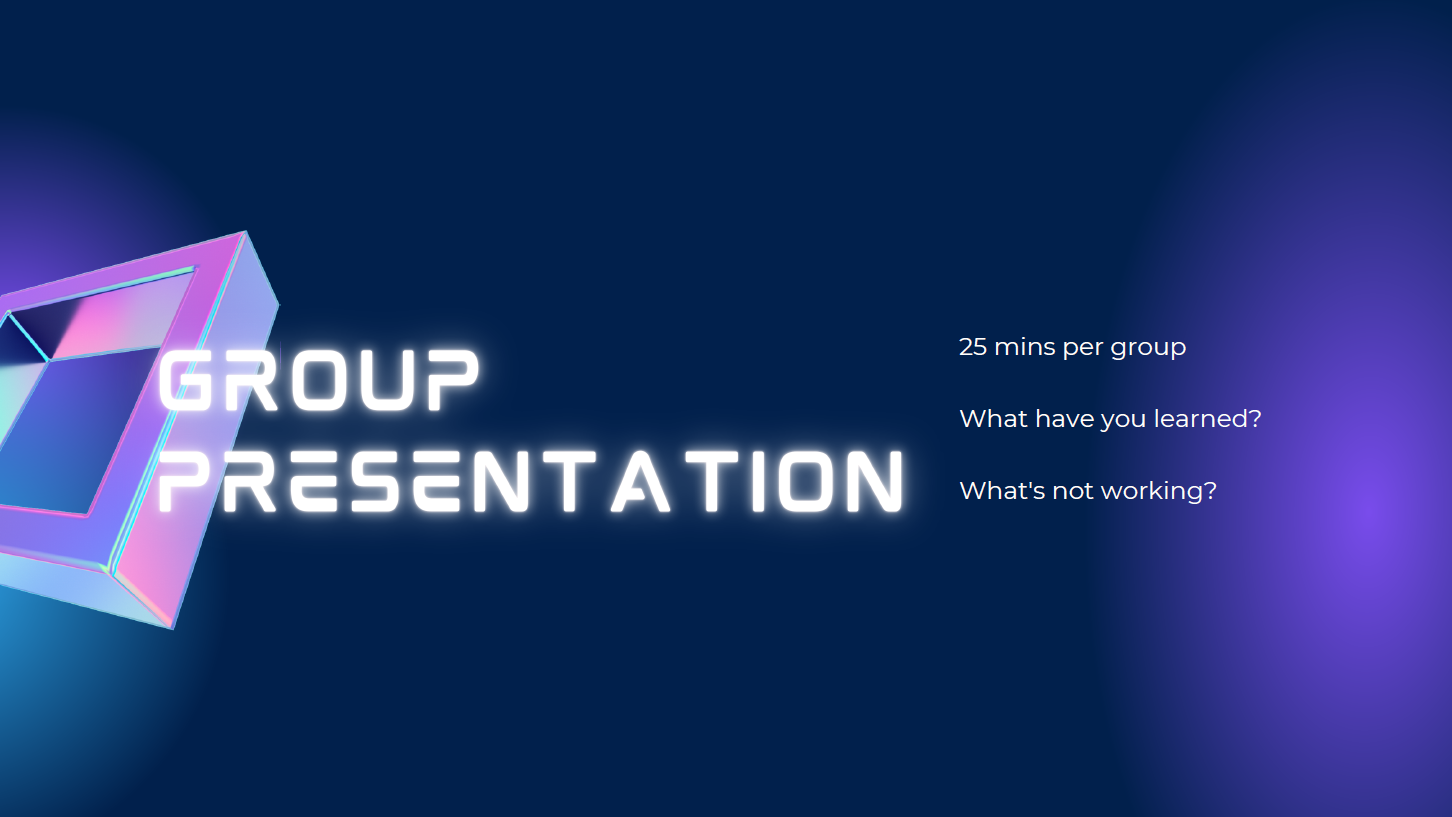 GROUP
PRESENTATION
25 mins per group
What have you learned?
What's not working?